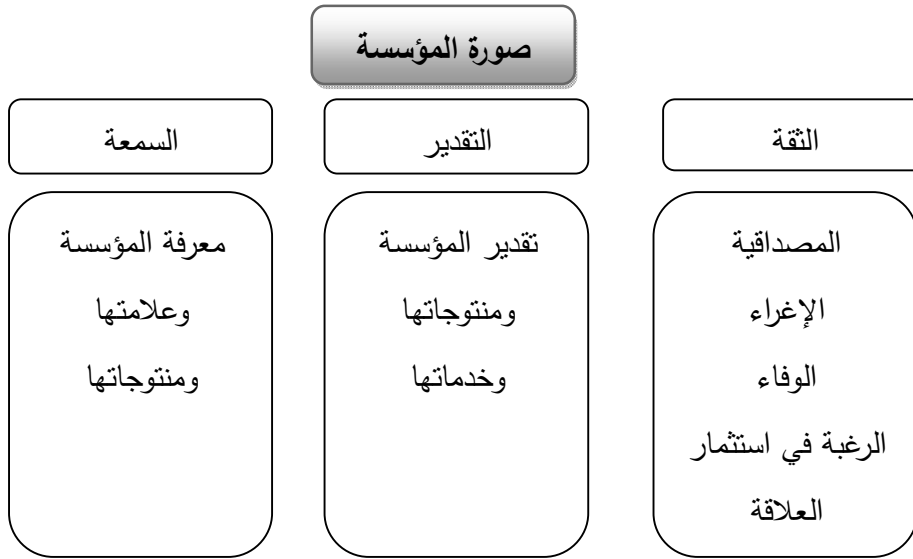 صورة المؤسسة
الثقة
التقدير
السمعة
المصداقية
الإغراء
الوفاء
الرغبة في استثمار
العلاقة
تقدير المؤسسة
ومنتوجاتها
وخدماتها
معرفة المؤسسة
وعلامتها
ومنتوجاتها